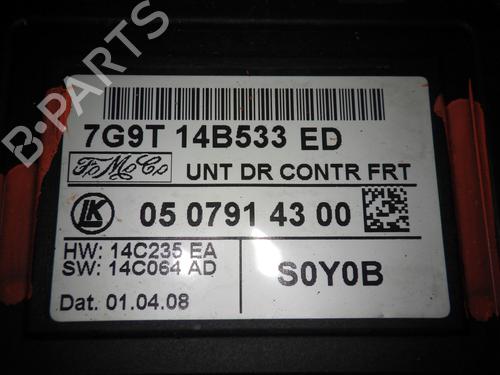 7G9T 14B533 ED
FoMoCo
UNT DR CONTR FRT
LK
05 0791 43 00
HW: 14C235 EA
SW: 14C064 AD
S0Y0B
Dat. 01.04.08
B-PARTS